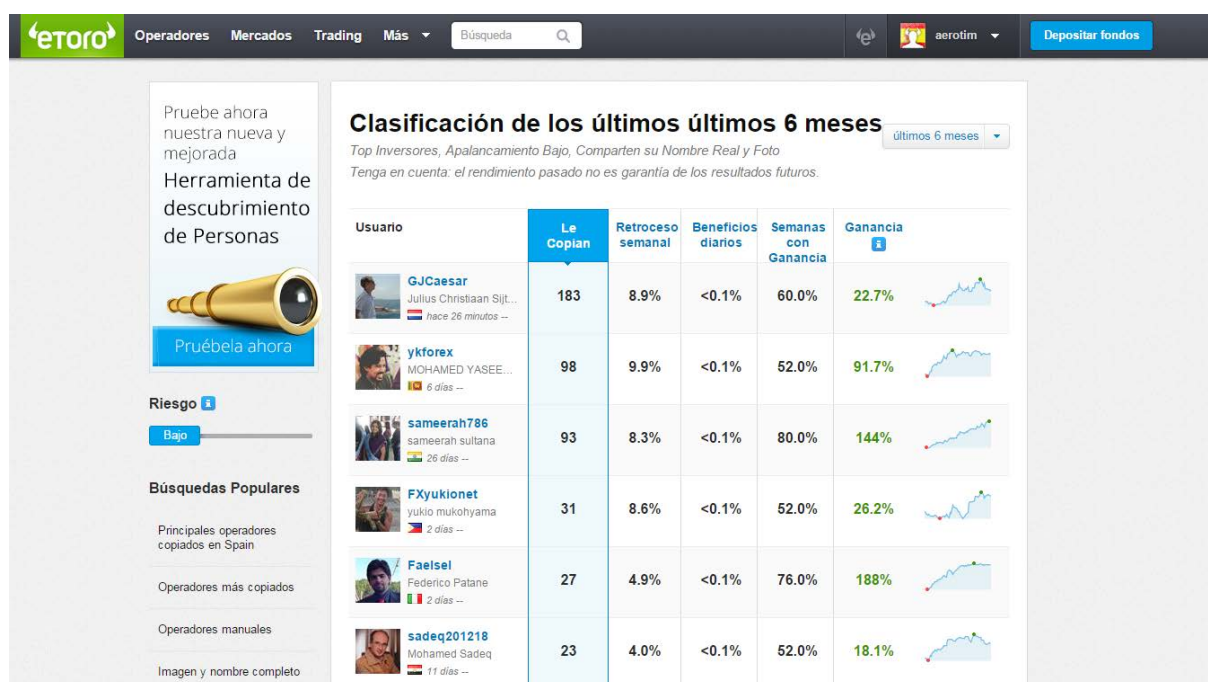 eToro
Operadores Mercados Trading Más Búsqueda aerotim Depositar fondos
Pruebe ahora
nuestra nueva y
mejorada
Herramienta de
descubrimiento
de Personas
Pruébela ahora
Riesgo
Bajo
Búsquedas Populares
Principales operadores
copiados en Spain
Operadores más copiados
Operadores manuales
Imagen y nombre completo
Clasificación de los últimos últimos 6 meses
últimos 6 meses
Top Inversores, Apalancamiento Bajo, Comparten su Nombre Real y Foto
Tenga en cuenta: el rendimiento pasado no es garantía de los resultados futuros.
Usuario Le Copian Retroceso semanal Beneficios diarios Semanas con Ganancia Ganancia
GJCaesar
Julius Christiaan Sijt... 183 8.9% <0.1% 60.0% 22.7%
hace 26 minutos --
ykforex
MOHAMED YASEE... 98 9.9% <0.1% 52.0% 91.7%
6 días --
sameerah786
sameerah sultana 93 8.3% <0.1% 80.0% 144%
26 días --
FXyukionet
yukio mukohyama 31 8.6% <0.1% 52.0% 26.2%
2 días --
Faelsel
Federico Patane 27 4.9% <0.1% 76.0% 188%
2 días --
sadeq201218
Mohamed Sadeq 23 4.0% <0.1% 52.0% 18.1%
11 días --